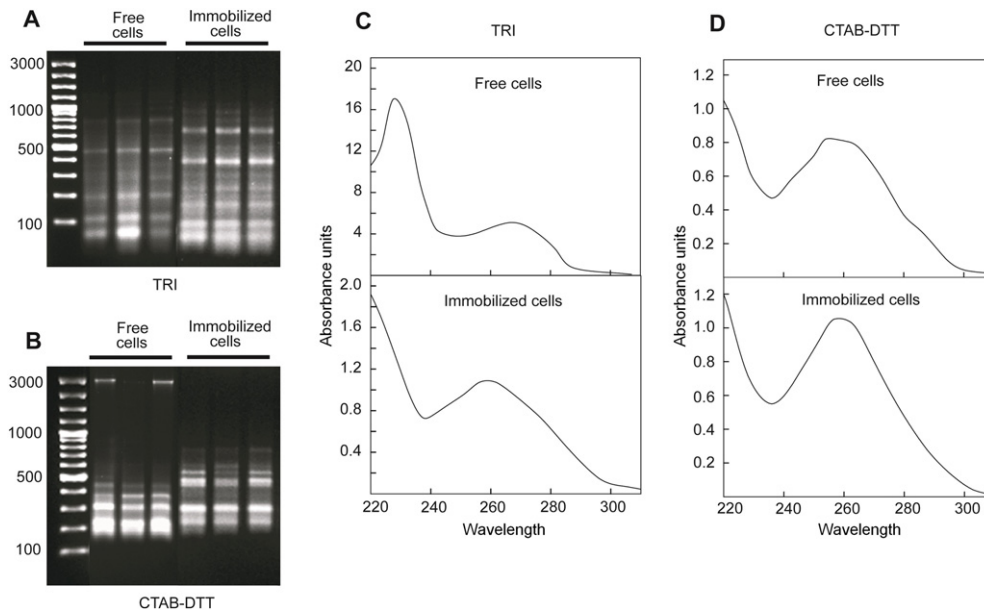 A
Free
cells
Immobilized
cells
3000
1000
500
100
TRI
B
Free
cells
Immobilized
cells
3000
1000
500
100
CTAB-DTT
C
TRI
Absorbance units
20
16
12
8
4
Free cells
2.0
1.6
1.2
0.8
0.4
Immobilized cells
220 240 260 280 300
Wavelength
D
CTAB-DTT
Absorbance units
1.2
1.0
0.8
0.6
0.4
0.2
Free cells
1.2
1.0
0.8
0.6
0.4
0.2
Immobilized cells
220 240 260 280 300
Wavelength